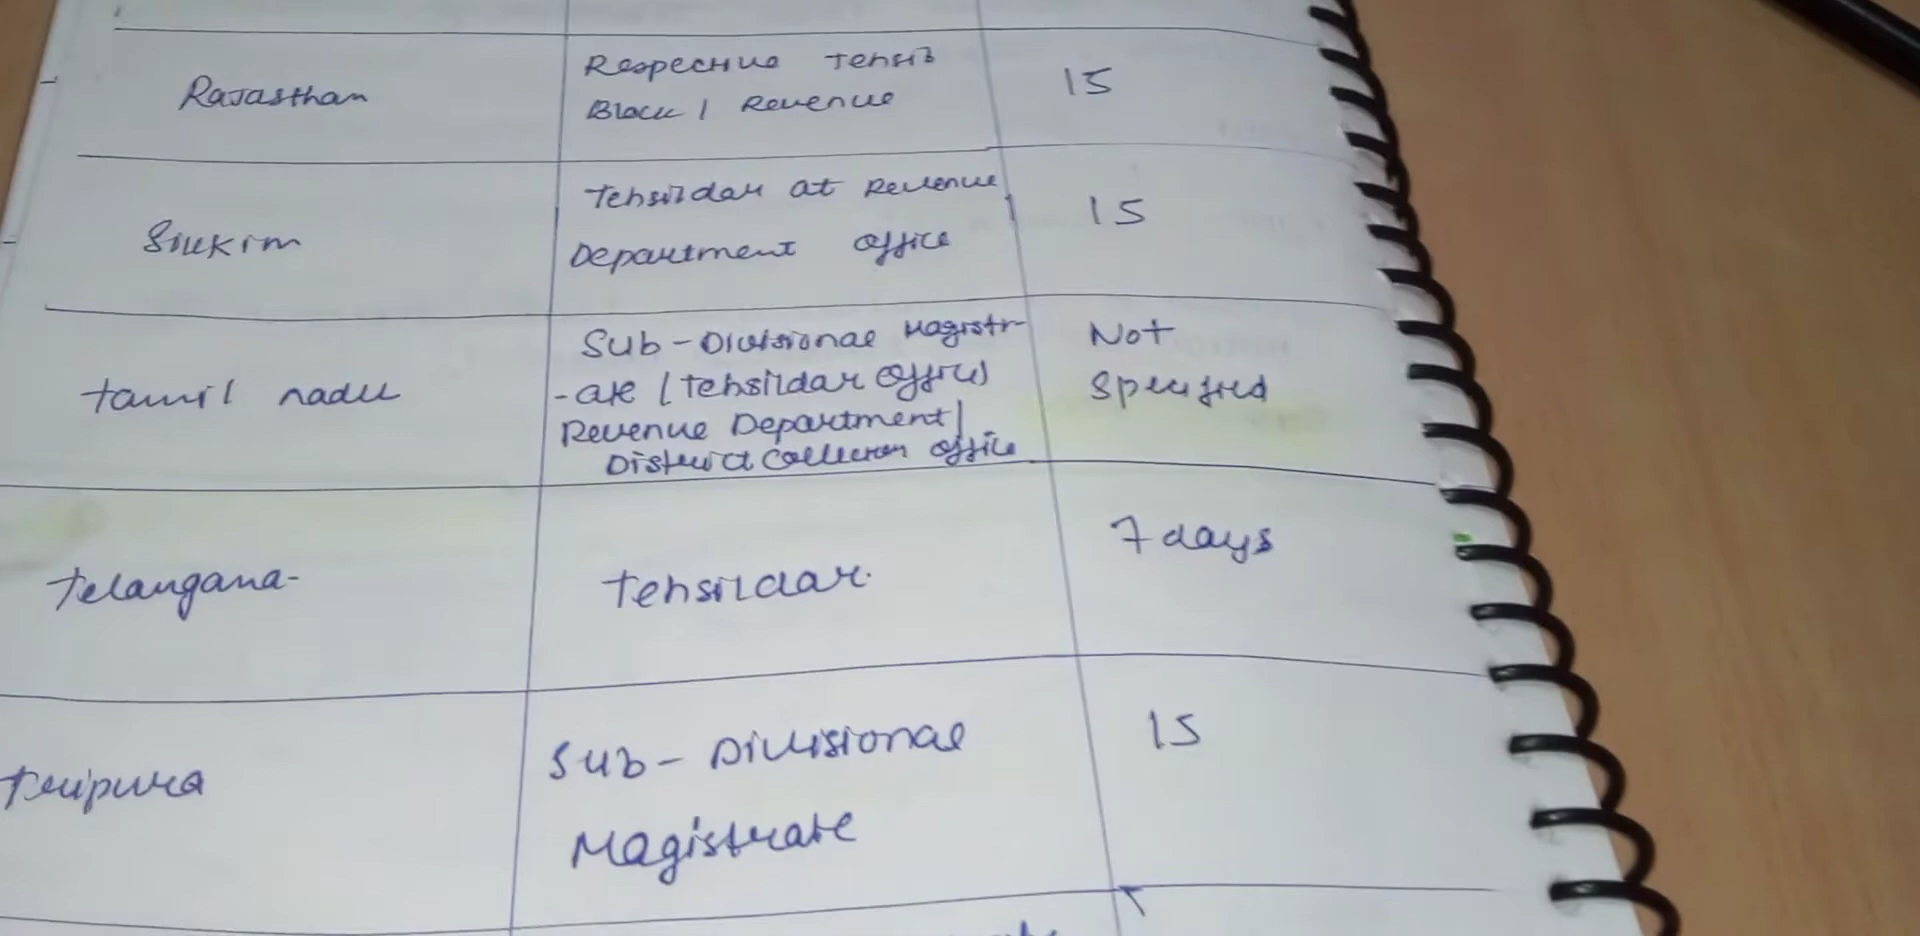 Rajasthan
Respective Tehsil
Block / Revenue
15
Sikkim
Tehsildar at Revenue
Department office
15
tamil nadu
Sub-Divisional Magistr-
-ate / Tehsildar office /
Revenue Department /
District Collector office
Not
Specified
Telangana-
Tehsildar.
7 days
Tripura
Sub-Divisional
Magistrate
15